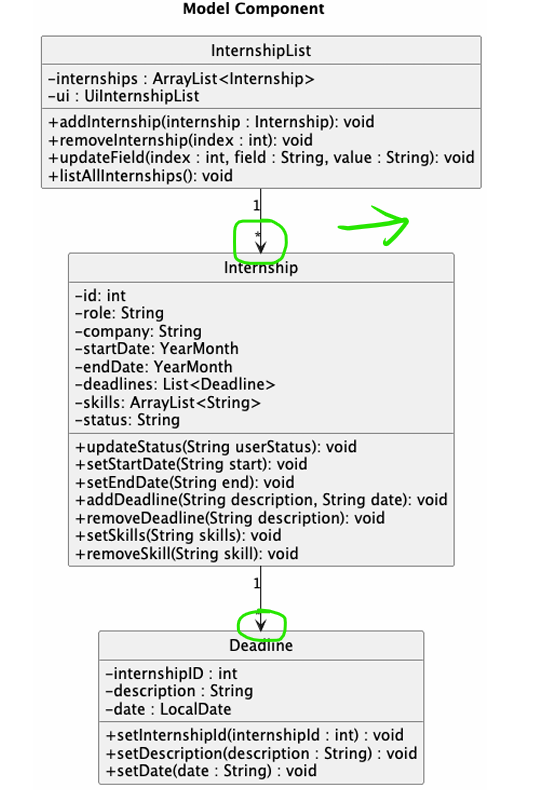 Model Component
InternshipList
-internships : ArrayList<Internship>
-ui : UiInternshipList
+addInternship(internship : Internship): void
+removeInternship(index : int): void
+updateField(index : int, field : String, value : String): void
+listAllInternships(): void
1
*
Internship
-id: int
-role: String
-company: String
-startDate: YearMonth
-endDate: YearMonth
-deadlines: List<Deadline>
-skills: ArrayList<String>
-status: String
+updateStatus(String userStatus): void
+setStartDate(String start): void
+setEndDate(String end): void
+addDeadline(String description, String date): void
+removeDeadline(String description): void
+setSkills(String skills): void
+removeSkill(String skill): void
1
Deadline
-internshipID : int
-description : String
-date : LocalDate
+setInternshipId(internshipId : int) : void
+setDescription(description : String) : void
+setDate(date : String) : void